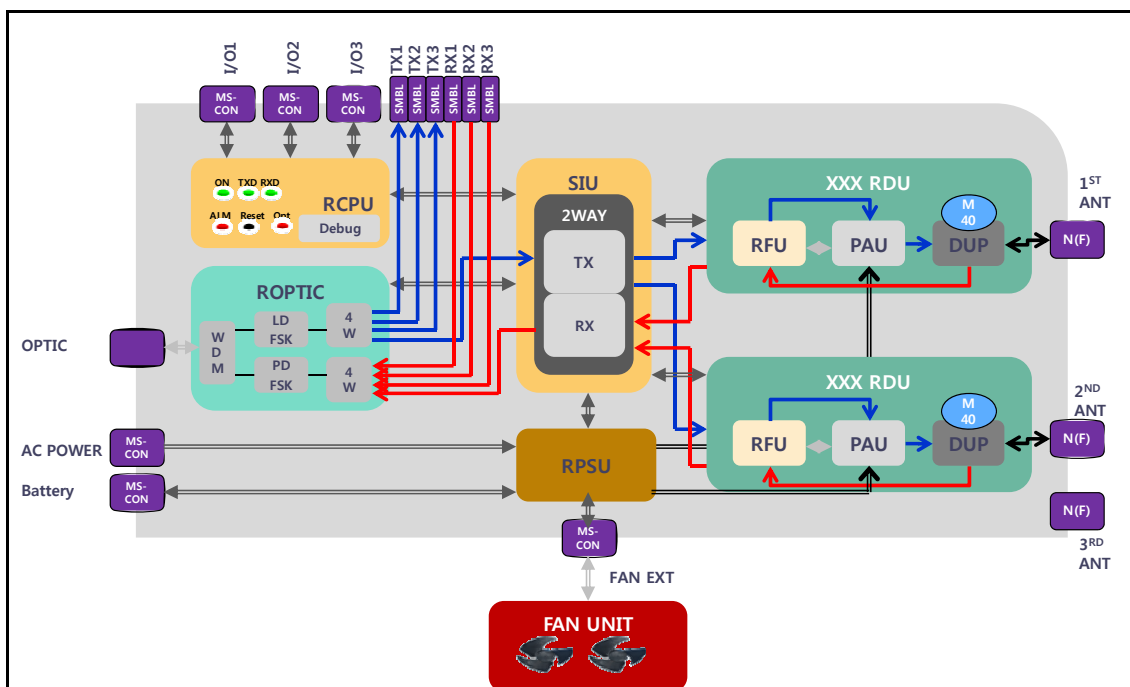 I/O1
I/O2
I/O3
TX1
TX2
TX3
RX1
RX2
RX3
MS-
CON
MS-
CON
MS-
CON
SMBL
SMBL
SMBL
SMBL
SMBL
SMBL
ON TXD RXD
ALM Reset Opt
RCPU
Debug
SIU
2WAY
TX
RX
XXX RDU
RFU
PAU
M
40
DUP
1ST
ANT
N(F)
ROPTIC
WDM
LD
FSK
4
W
PD
FSK
4
W
OPTIC
XXX RDU
RFU
PAU
M
40
DUP
2ND
ANT
N(F)
AC POWER
MS-
CON
Battery
MS-
CON
RPSU
N(F)
3RD
ANT
MS-
CON
FAN EXT
FAN UNIT